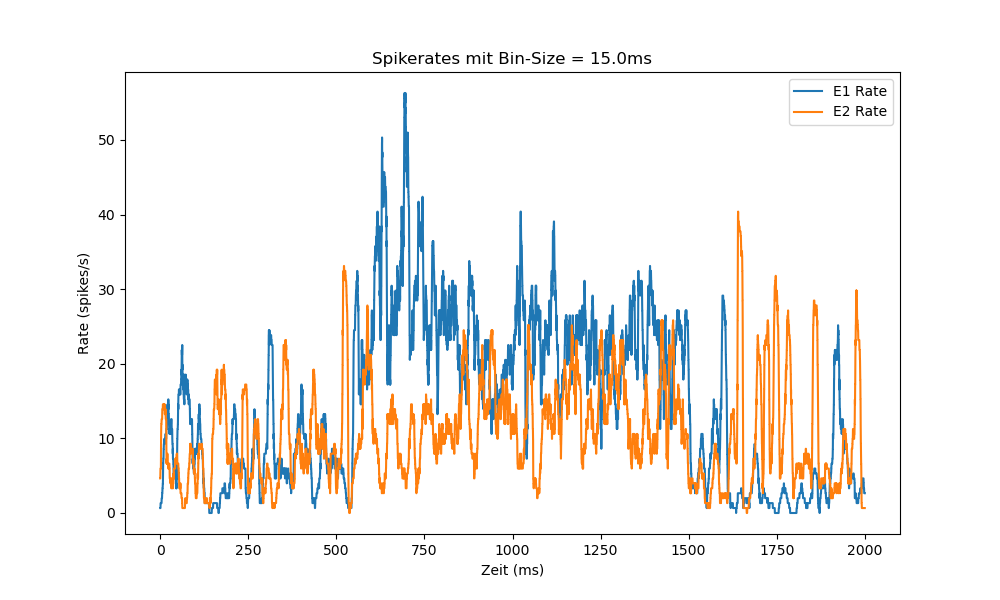 Spikerates mit Bin-Size = 15.0ms
E1 Rate
E2 Rate
Rate (spikes/s)
50
40
30
20
10
0
0 250 500 750 1000 1250 1500 1750 2000
Zeit (ms)